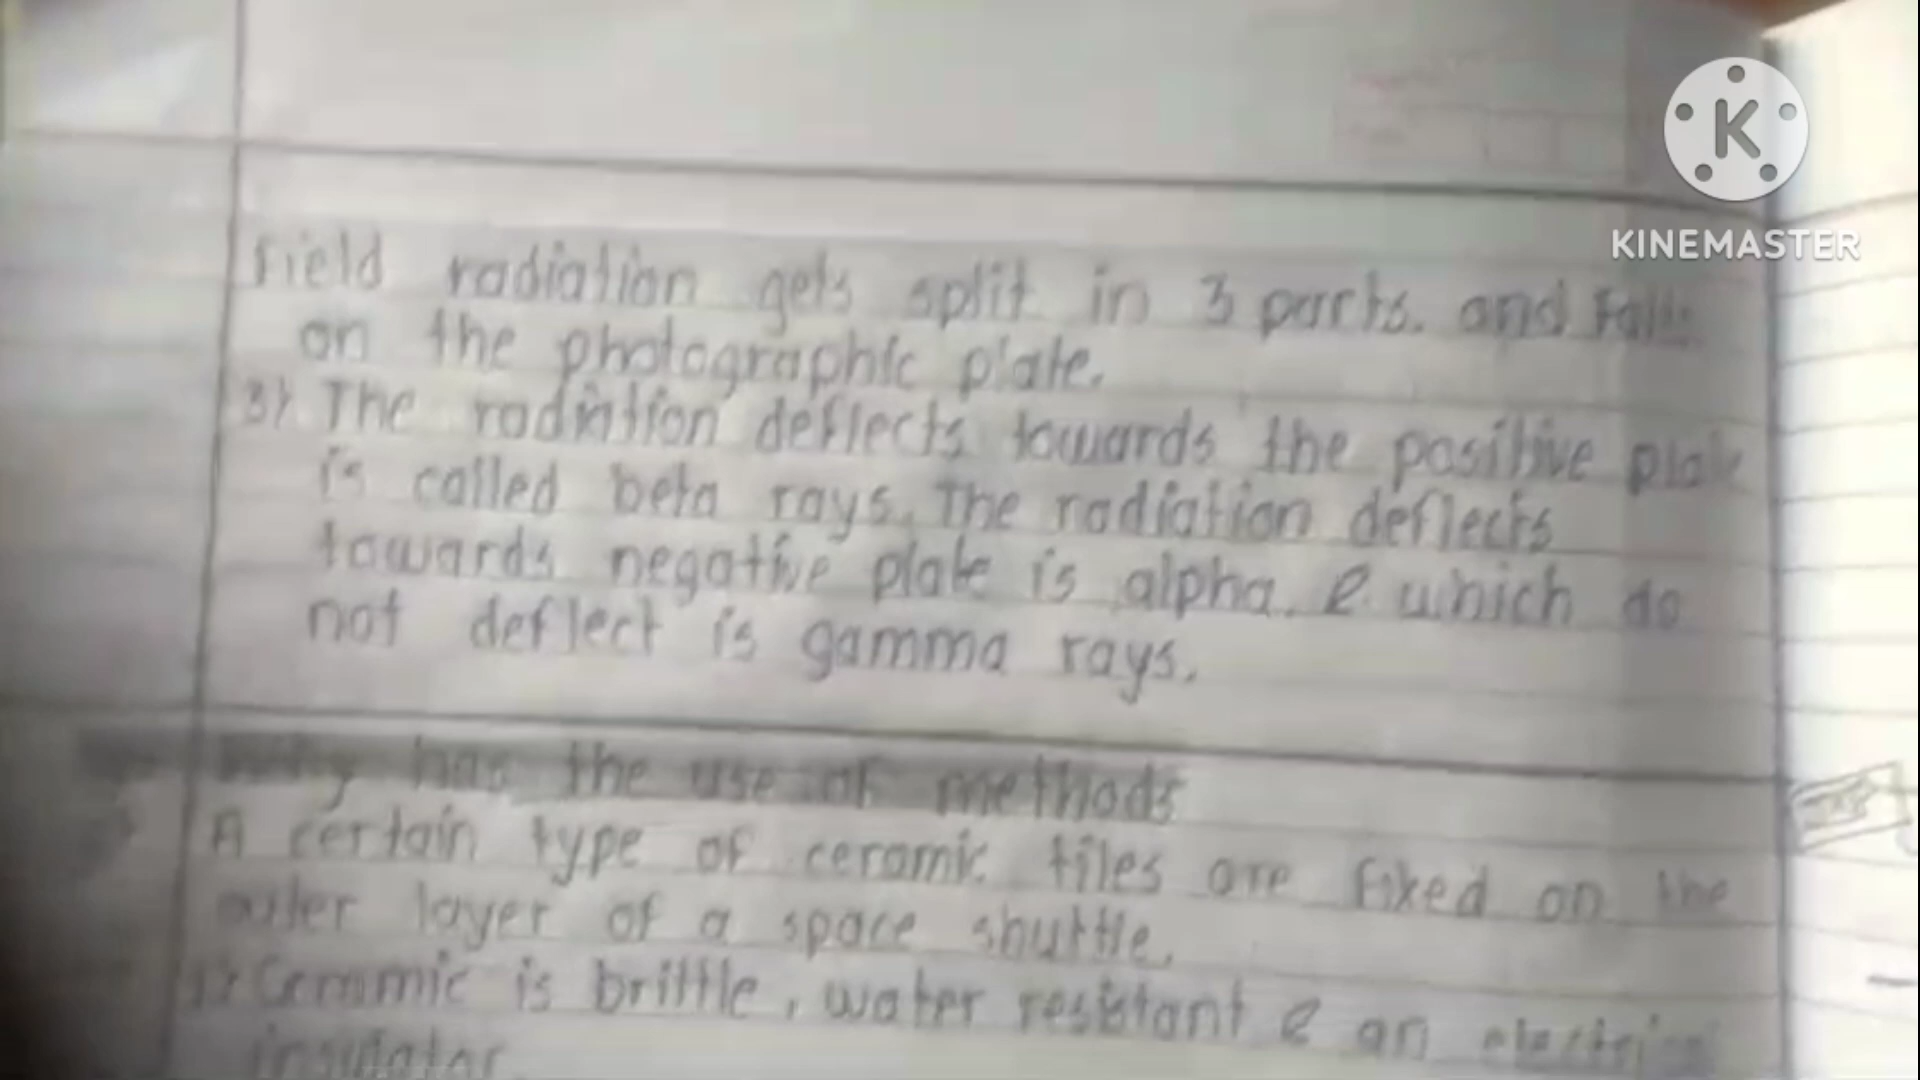 KINEMASTER
field radiation gets split in 3 parts. and falls
on the photographic plate.
3) The radiation deflects towards the positive plate
is called beta rays. The radiation deflects
towards negative plate is alpha. & which do
not deflect is gamma rays.
has the use of methods
A certain type of ceramic tiles are fixed on the
outer layer of a space shuttle.
1) Ceramic is brittle, water resistant & an
insulator.